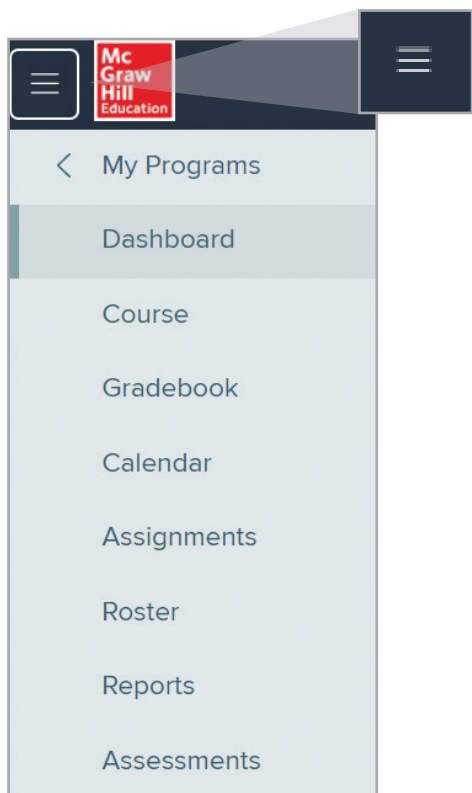 Mc
Graw
Hill
Education
My Programs
Dashboard
Course
Gradebook
Calendar
Assignments
Roster
Reports
Assessments